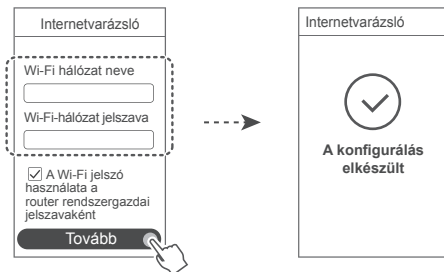 Internetvarázsló
Wi-Fi hálózat neve
Wi-Fi-hálózat jelszava
A Wi-Fi jelszó
használata a
router rendszergazdai
jelszavaként
Tovább
Internetvarázsló
A konfigurálás
elkészült